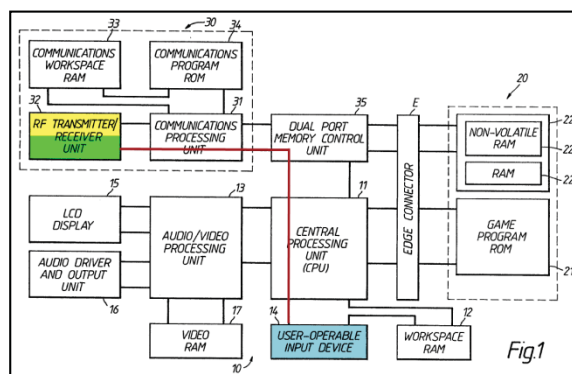 33
34
30
COMMUNICATIONS
WORKSPACE
RAM
COMMUNICATIONS
PROGRAM
ROM
20
32
31
35
E
RF TRANSMITTER/
RECEIVER
UNIT
COMMUNICATIONS
PROCESSING
UNIT
DUAL PORT
MEMORY CONTROL
UNIT
EDGE CONNECTOR
22
NON-VOLATILE
RAM
22
RAM
22
15
13
11
LCD
DISPLAY
AUDIO/VIDEO
PROCESSING
UNIT
CENTRAL
PROCESSING
UNIT
(CPU)
GAME
PROGRAM
ROM
21
AUDIO DRIVER
AND OUTPUT
UNIT
16
17
14
12
VIDEO
RAM
10
USER-OPERABLE
INPUT DEVICE
WORKSPACE
RAM
Fig.1